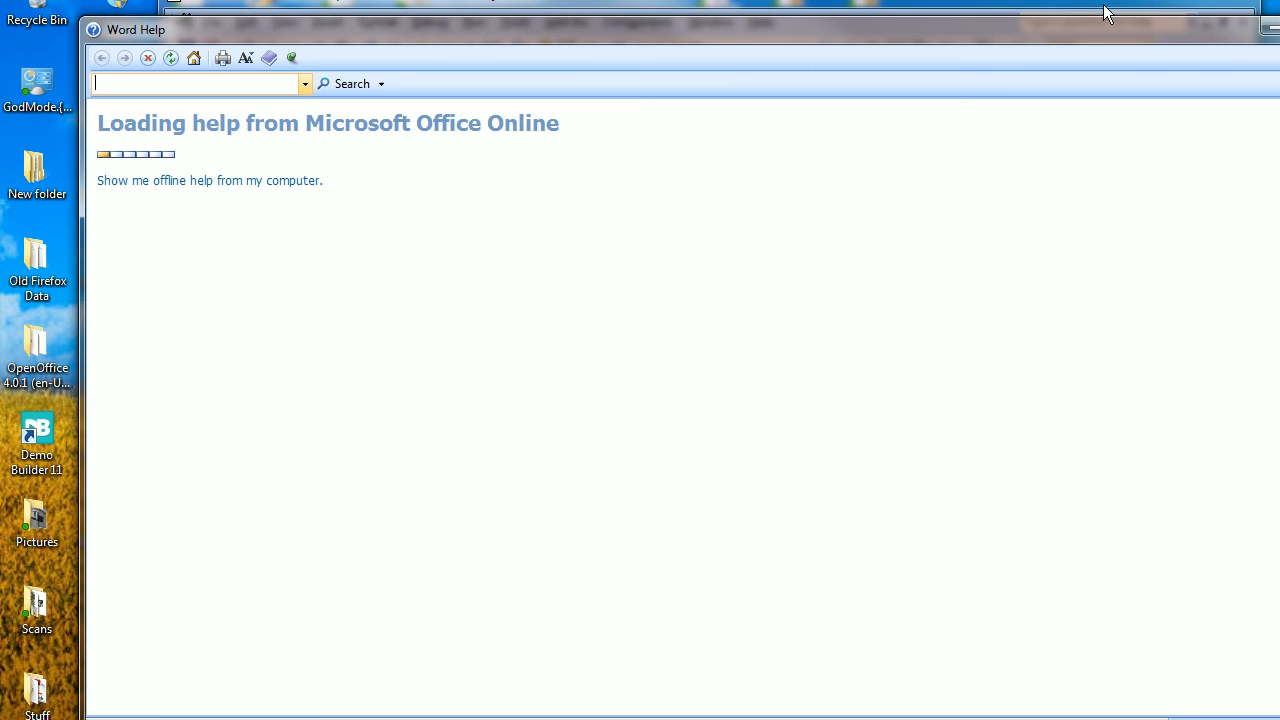 Recycle Bin
GodMode.{...
New folder
Old Firefox
Data
OpenOffice
4.0.1 (en-U...
Demo
Builder 11
Pictures
Scans
Stuff
Word Help
Search
Loading help from Microsoft Office Online
Show me offline help from my computer.